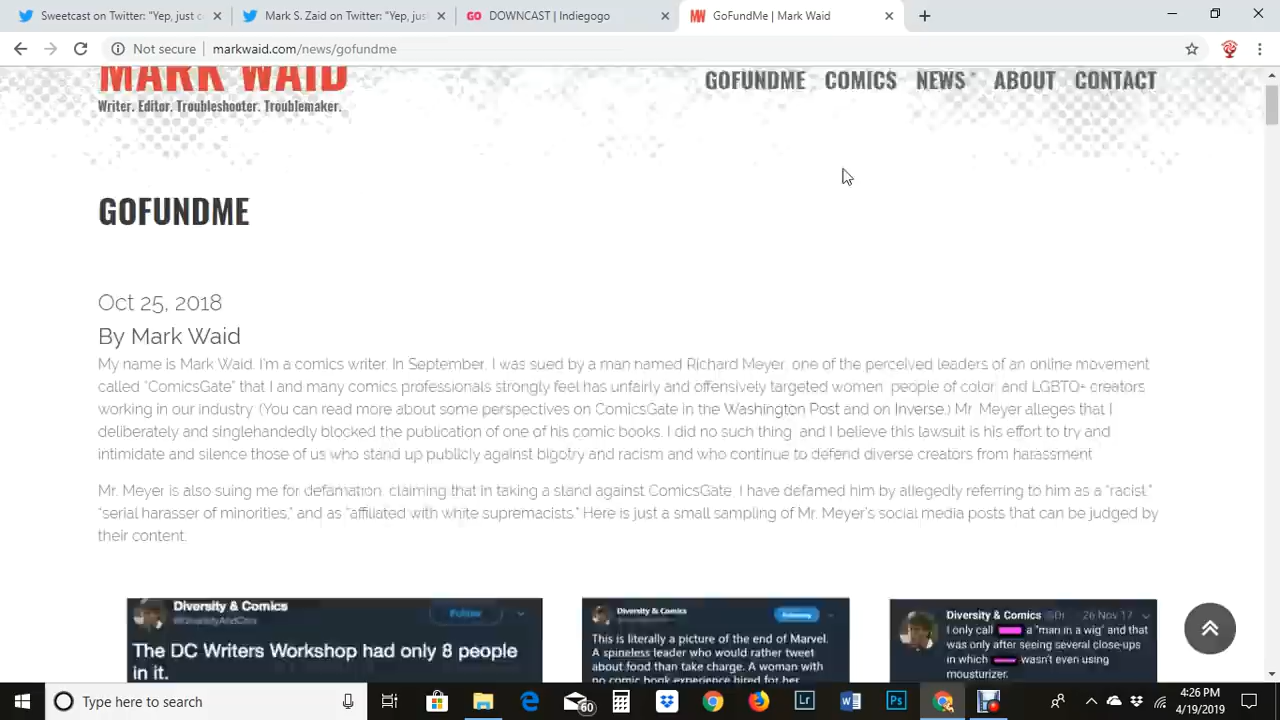 Sweetcast on Twitter: "Yep, just c
Mark S. Zaid on Twitter: "Yep, jus
GO DOWNCAST | Indiegogo
MW GoFundMe | Mark Waid
Not secure | markwaid.com/news/gofundme
MARK WAID
Writer. Editor. Troubleshooter. Troublemaker.
GOFUNDME COMICS NEWS ABOUT CONTACT
GOFUNDME
Oct 25, 2018
By Mark Waid
My name is Mark Waid. I'm a comics writer. In September, I was sued by a man named Richard Meyer, one of the perceived leaders of an online movement
called "ComicsGate" that I and many comics professionals strongly feel has unfairly and offensively targeted women, people of color, and LGBTQ+ creators
working in our industry. (You can read more about some perspectives on ComicsGate in the Washington Post and on Inverse.) Mr. Meyer alleges that I
deliberately and singlehandedly blocked the publication of one of his comic books. I did no such thing, and I believe this lawsuit is his effort to try and
intimidate and silence those of us who stand up publicly against bigotry and racism and who continue to defend diverse creators from harassment.
Mr. Meyer is also suing me for defamation, claiming that in taking a stand against ComicsGate, I have defamed him by allegedly referring to him as a "racist,"
"serial harasser of minorities," and as "affiliated with white supremacists." Here is just a small sampling of Mr. Meyer's social media posts that can be judged by
their content.
Diversity & Comics
Follow
The DC Writers Workshop had only 8 people
in it.
Diversity & Comics
Following
This is literally a picture of the end of Marvel.
A spineless leader who would rather tweet
about food than take charge. A woman with
no comic book experience hired for her
Diversity & Comics
26 Nov 17
I only call a "man in a wig" and that
was only after seeing several close-ups
in which wasn't even using
mousturizer.
Type here to search
60
Lr
Ps
4:26 PM
4/19/2019